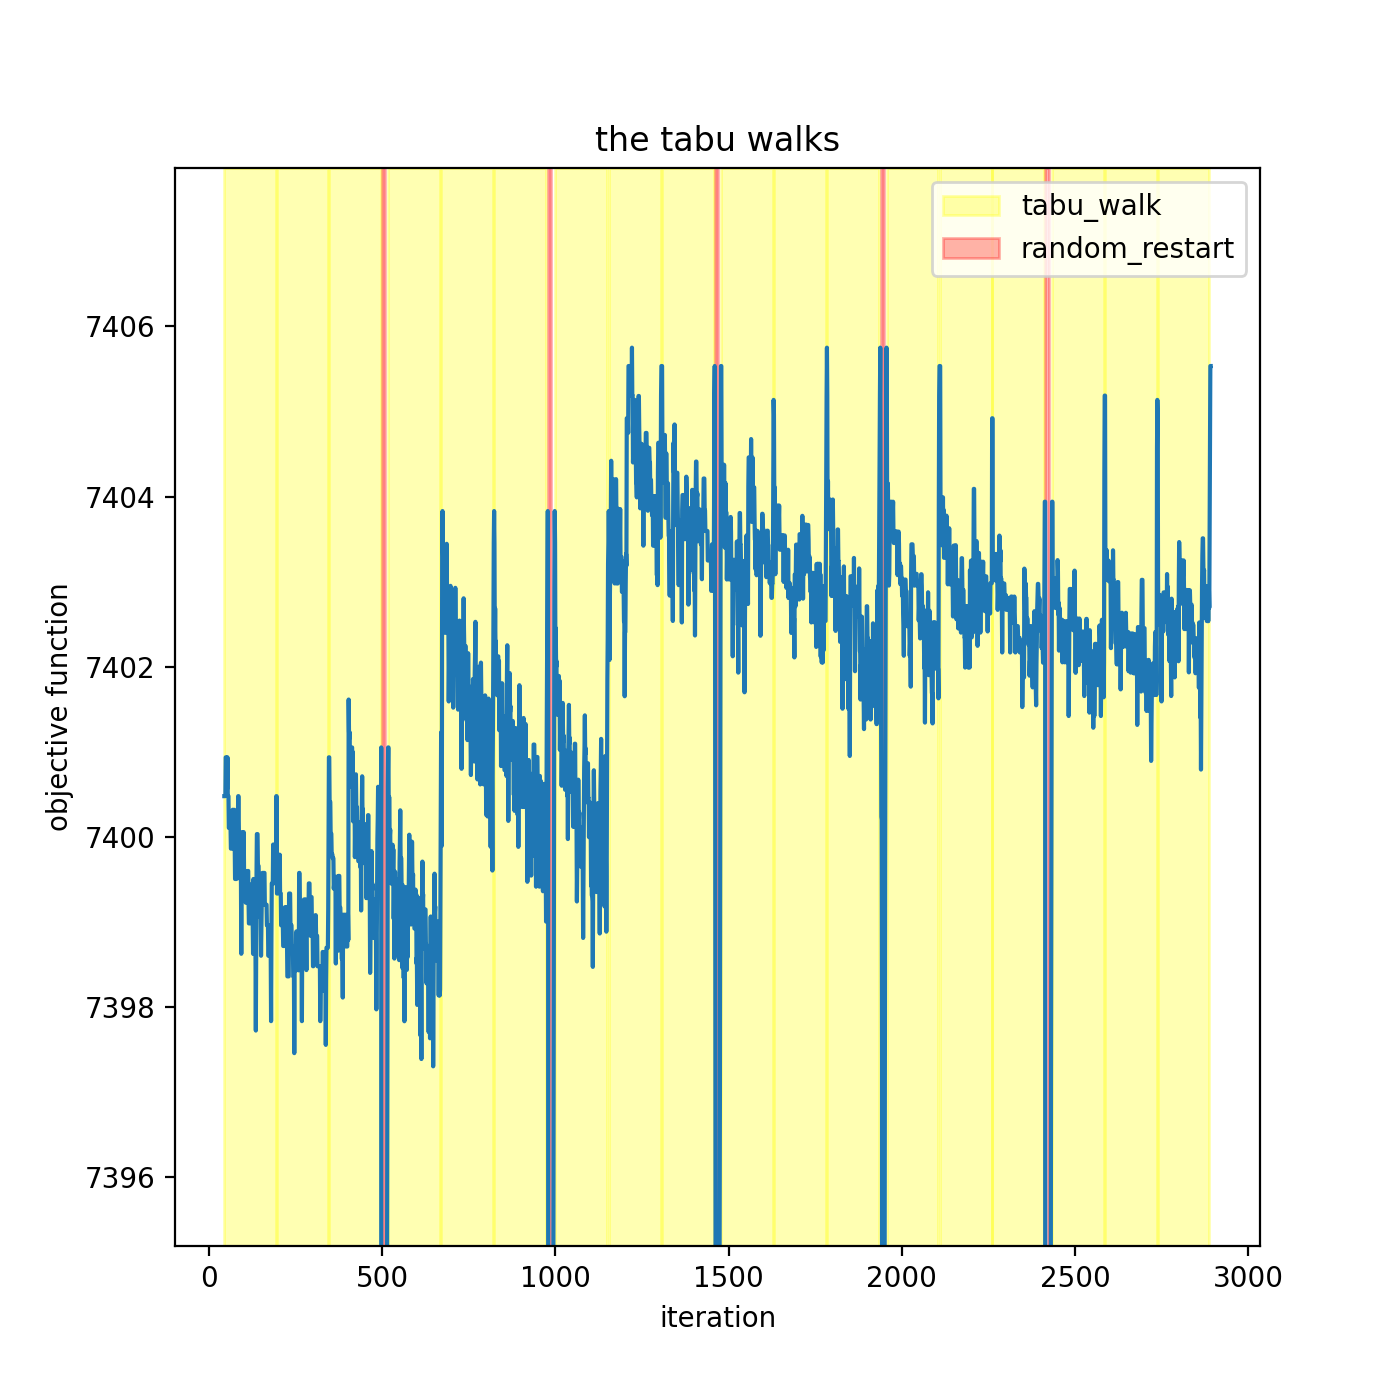 the tabu walks
tabu_walk
random_restart
7406
7404
7402
7400
7398
7396
objective function
0 500 1000 1500 2000 2500 3000
iteration